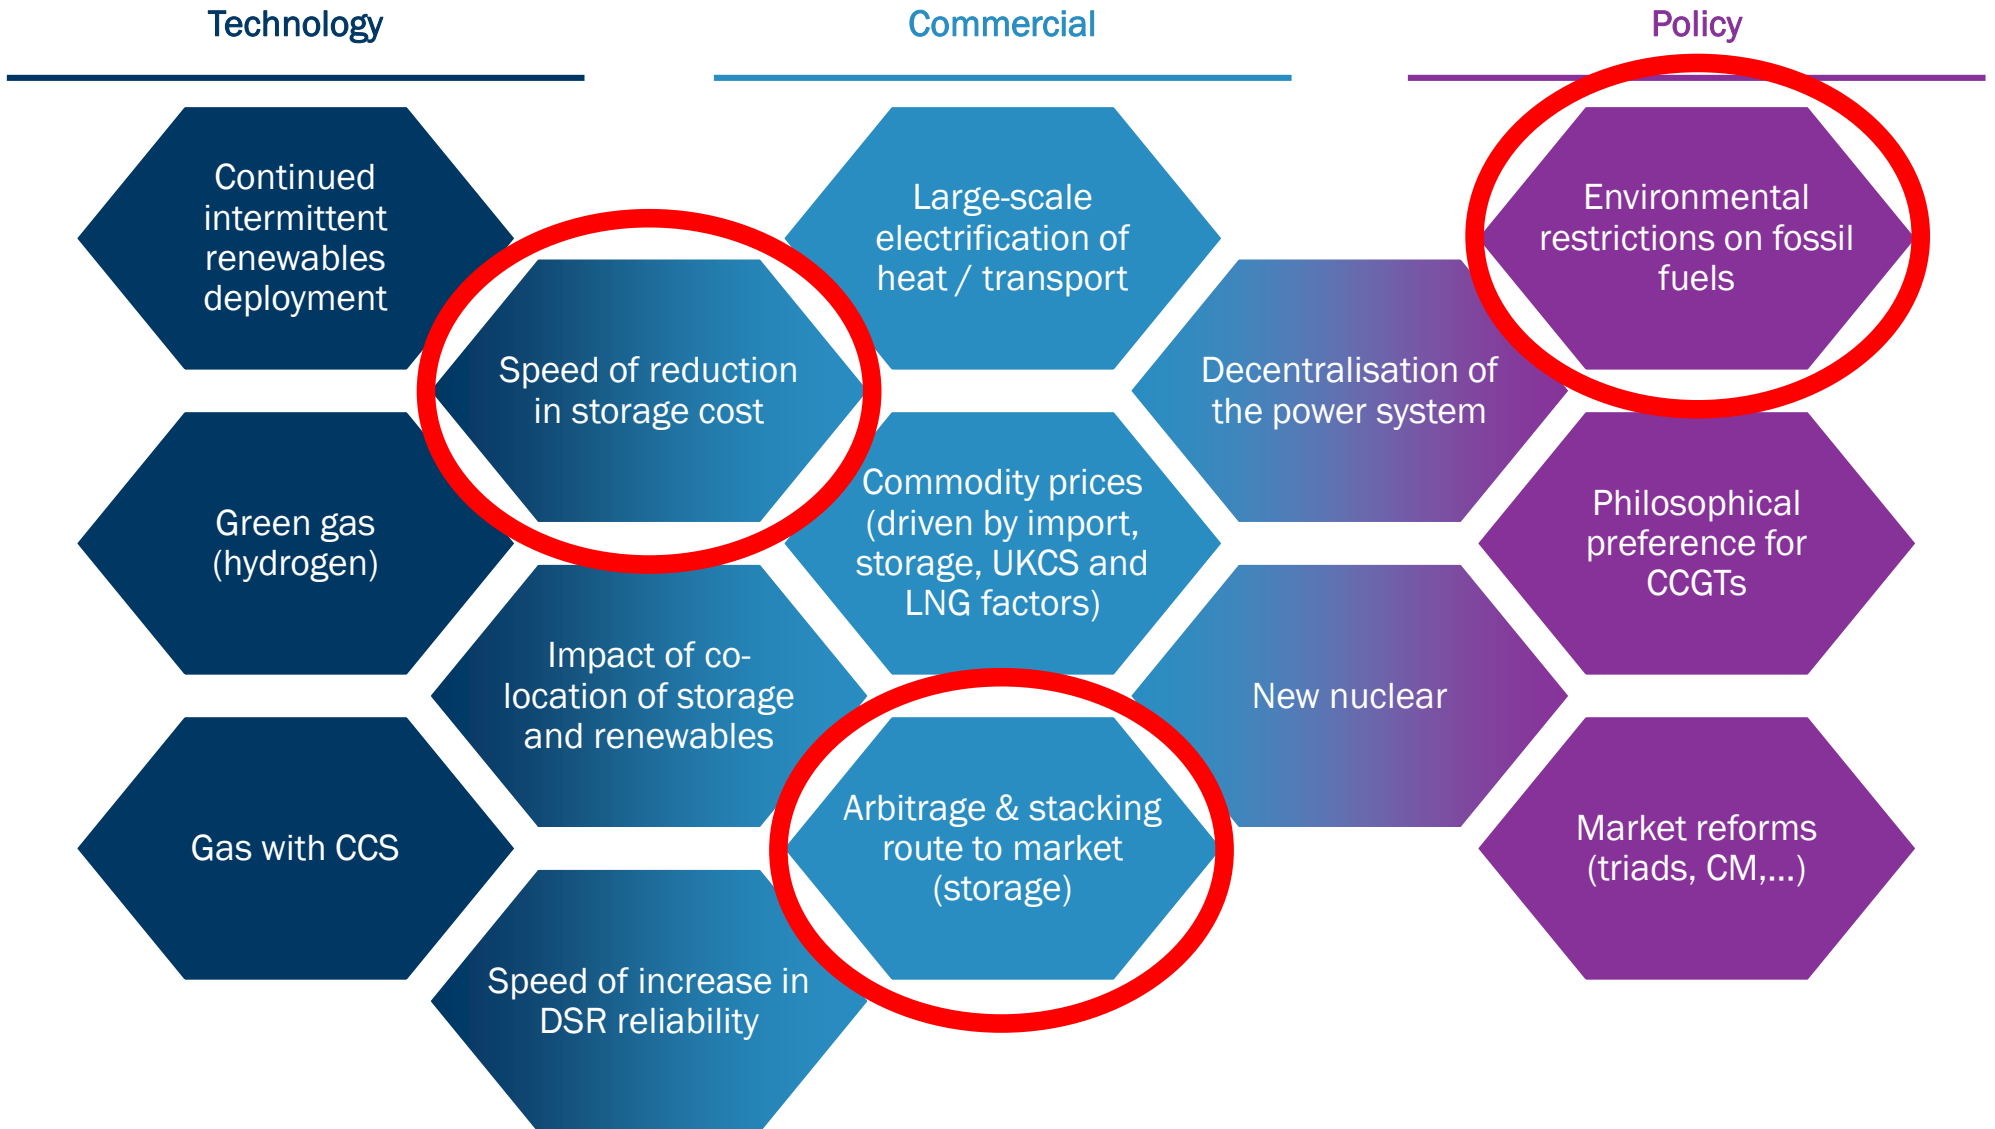 Technology
Commercial
Policy
Continued
intermittent
renewables
deployment
Large-scale
electrification of
heat / transport
Environmental
restrictions on fossil
fuels
Speed of reduction
in storage cost
Decentralisation of
the power system
Green gas
(hydrogen)
Commodity prices
(driven by import,
storage, UKCS and
LNG factors)
Philosophical
preference for
CCGTs
Impact of co-
location of storage
and renewables
New nuclear
Gas with CCS
Arbitrage & stacking
route to market
(storage)
Market reforms
(triads, CM,...)
Speed of increase in
DSR reliability